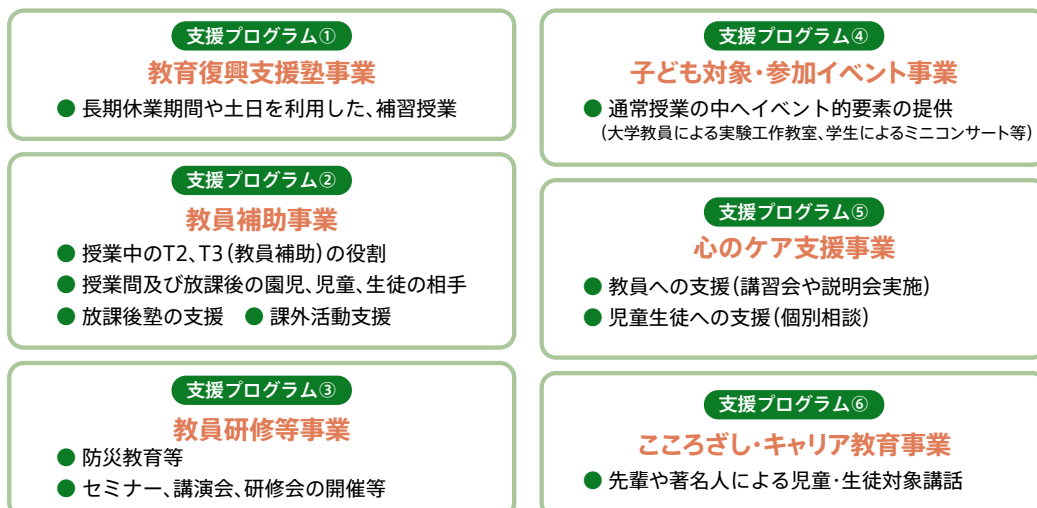 支援プログラム①
教育復興支援塾事業
● 長期休業期間や土日を利用した、補習授業
支援プログラム②
教員補助事業
● 授業中のT2、T3(教員補助)の役割
● 授業間及び放課後の園児、児童、生徒の相手
● 放課後塾の支援 ● 課外活動支援
支援プログラム③
教員研修等事業
● 防災教育等
● セミナー、講演会、研修会の開催等
支援プログラム④
子ども対象・参加イベント事業
● 通常授業の中へイベント的要素の提供
(大学教員による実験工作教室、学生によるミニコンサート等)
支援プログラム⑤
心のケア支援事業
● 教員への支援(講習会や説明会実施)
● 児童生徒への支援(個別相談)
支援プログラム⑥
こころざし・キャリア教育事業
● 先輩や著名人による児童・生徒対象講話